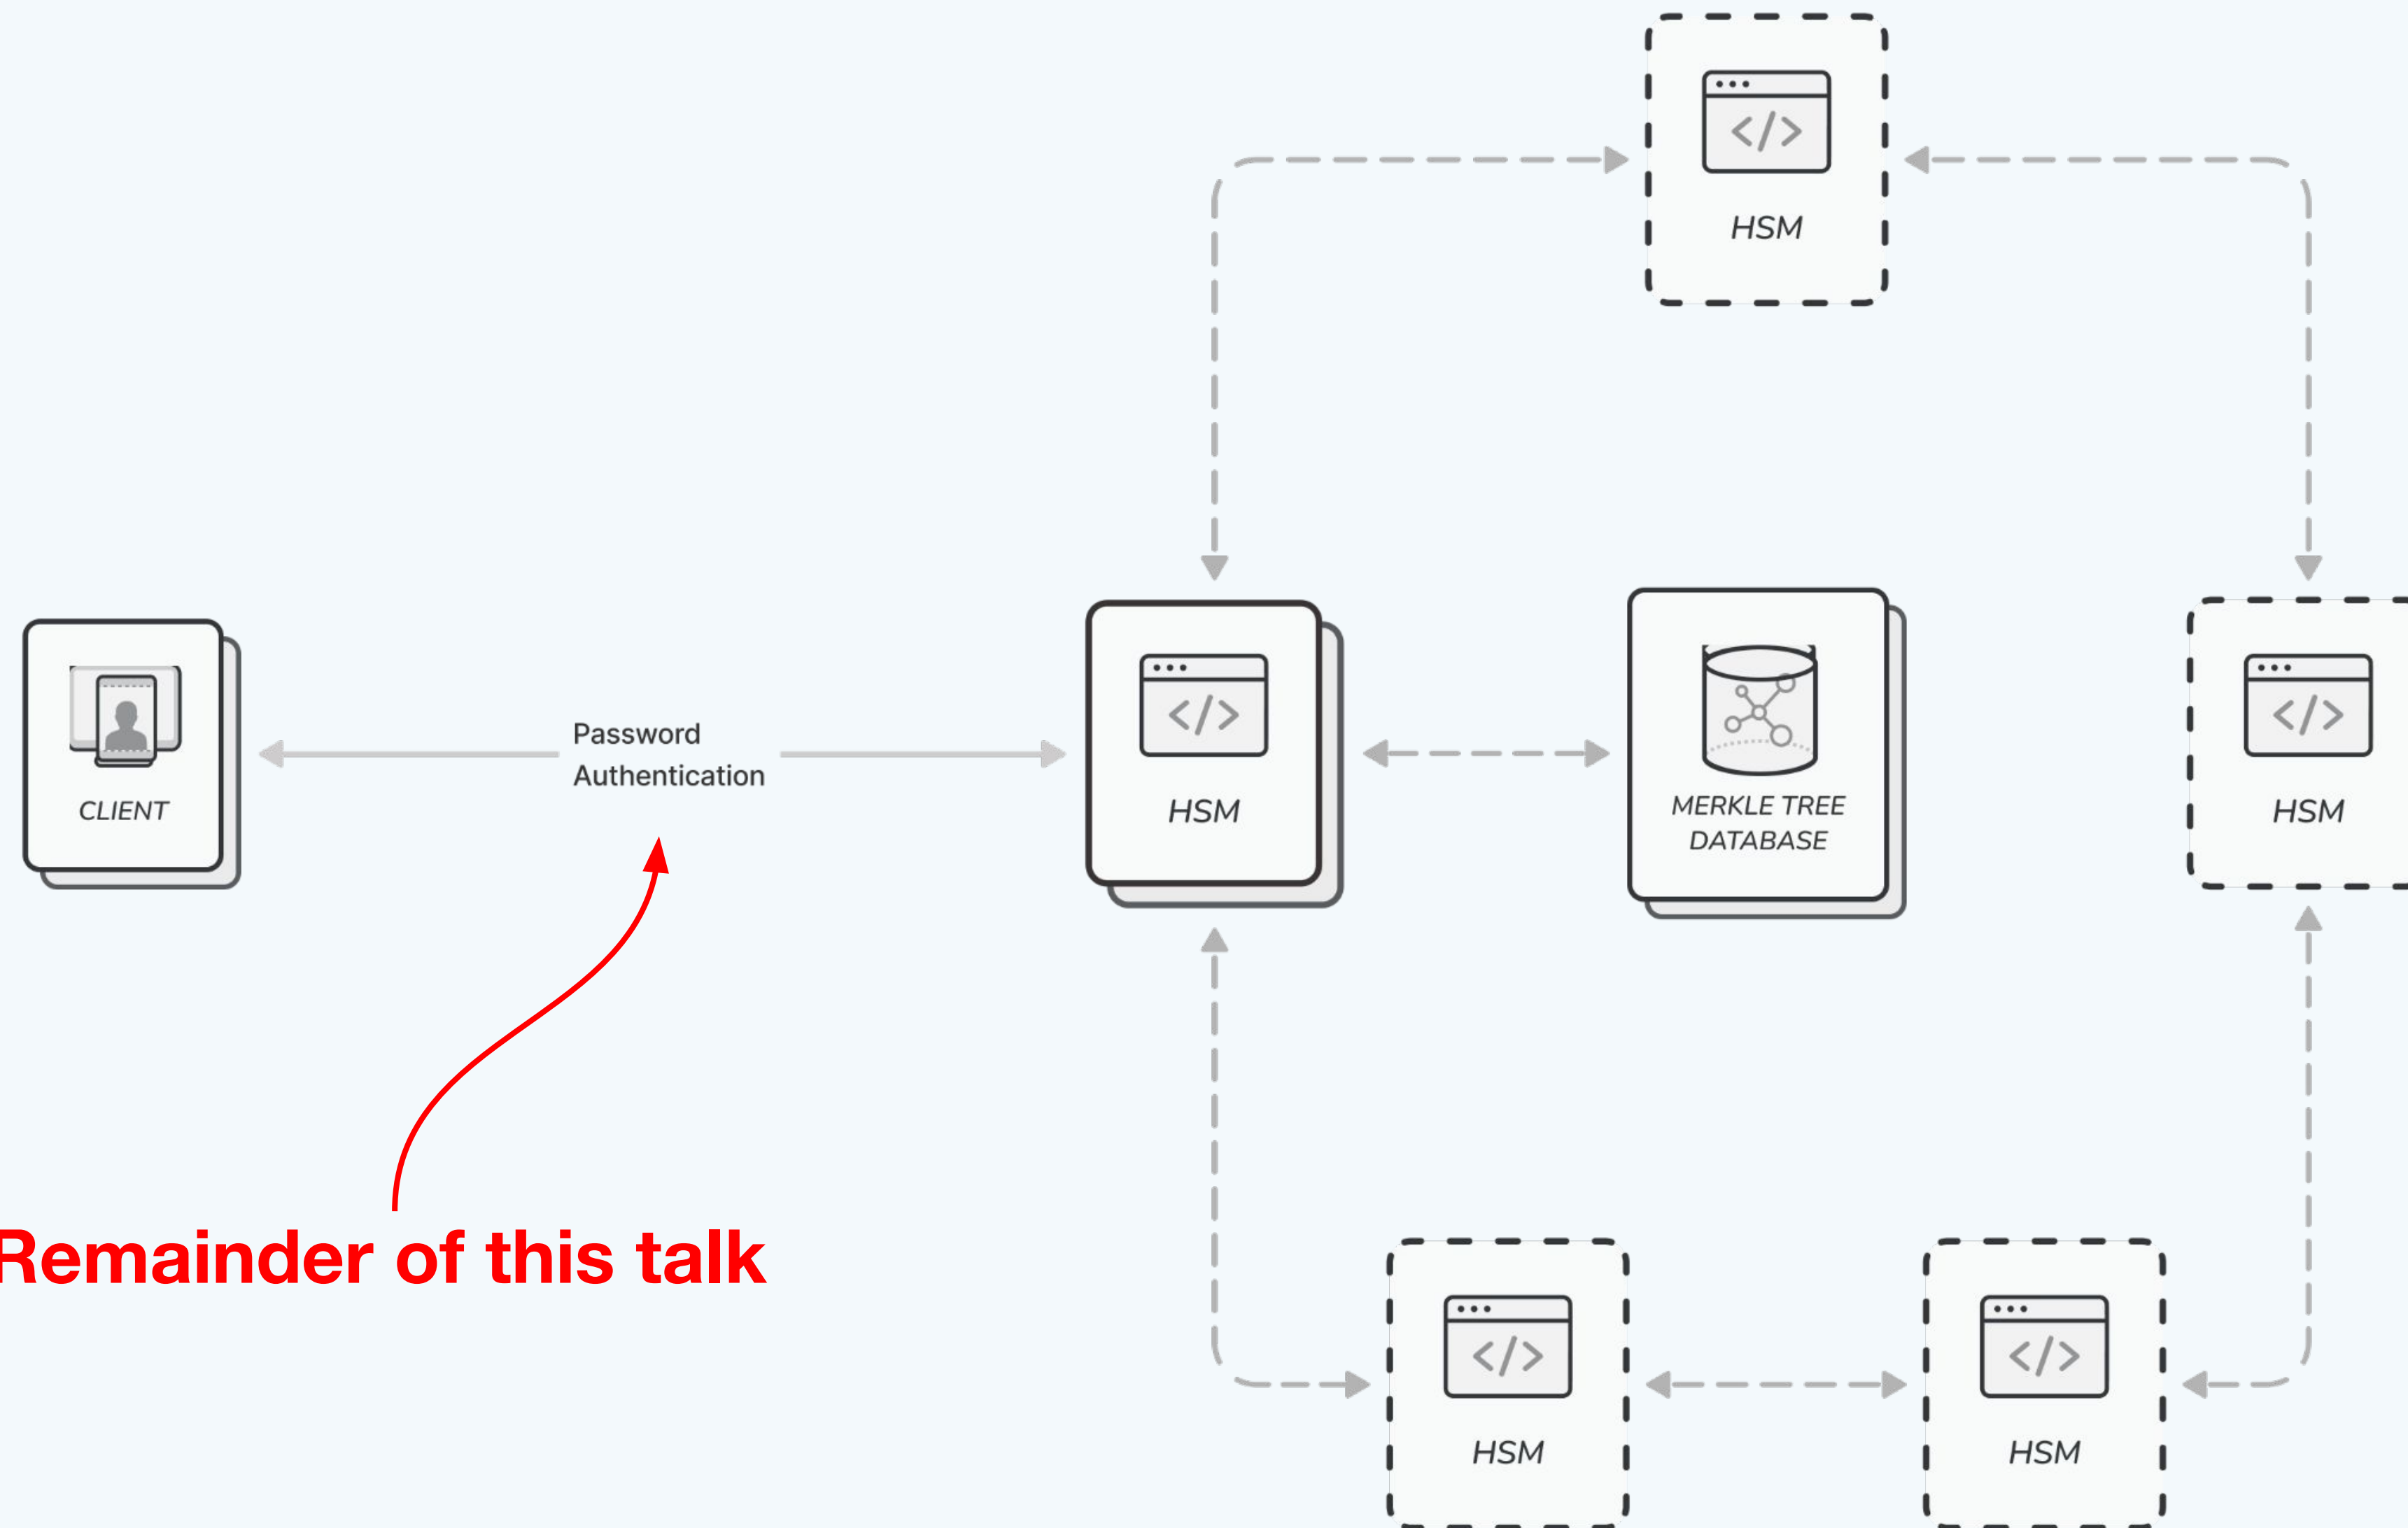 HSM
Password
Authentication
CLIENT
HSM
MERKLE TREE
DATABASE
HSM
Remainder of this talk
HSM
HSM